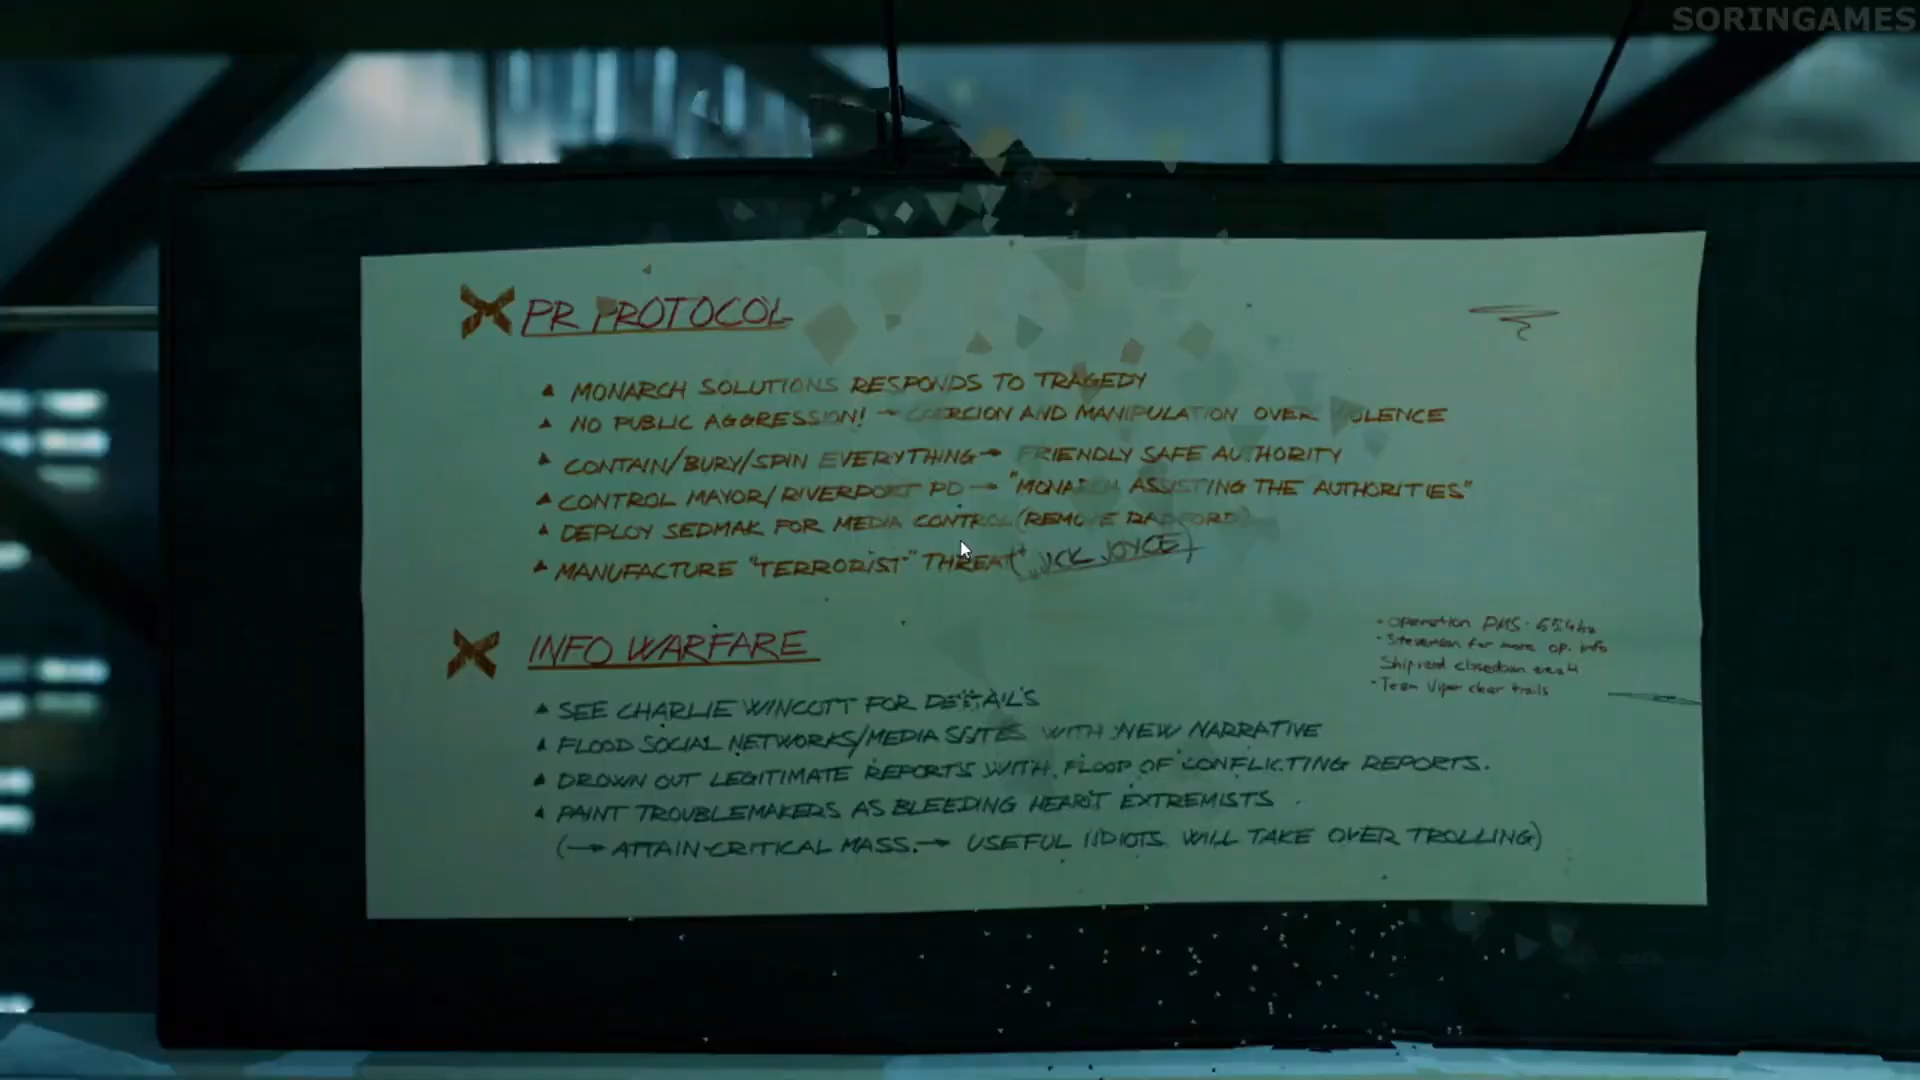 SORINGAMES
PR PROTOCOL
MONARCH SOLUTIONS RESPONDS TO TRAGEDY
NO PUBLIC AGGRESSION! → COERCION AND MANIPULATION OVER VIOLENCE
CONTAIN/BURY/SPIN EVERYTHING → FRIENDLY SAFE AUTHORITY
CONTROL MAYOR/RIVERPORT PD → "MONARCH ASSISTING THE AUTHORITIES"
DEPLOY SEDMAK FOR MEDIA CONTROL (REMOVE
MANUFACTURE "TERRORIST" THREAT (JACK JOYCE)
INFO WARFARE
SEE CHARLIE WINCOTT FOR DETAILS
FLOOD SOCIAL NETWORKS/MEDIA SITES WITH NEW NARRATIVE
DROWN OUT LEGITIMATE REPORTS WITH FLOOD OF CONFLICTING REPORTS.
PAINT TROUBLEMAKERS AS BLEEDING HEART EXTREMISTS
(→ ATTAIN CRITICAL MASS. → USEFUL IDIOTS WILL TAKE OVER TROLLING)
• Operation
• Stevenson for more op. info
closedown
• Team Viper clear trails